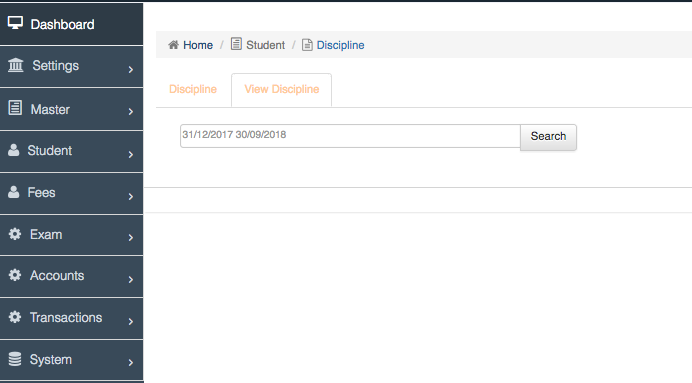 Dashboard
Settings
Master
Student
Fees
Exam
Accounts
Transactions
System
Home / Student / Discipline
Discipline View Discipline
31/12/2017 30/09/2018 Search